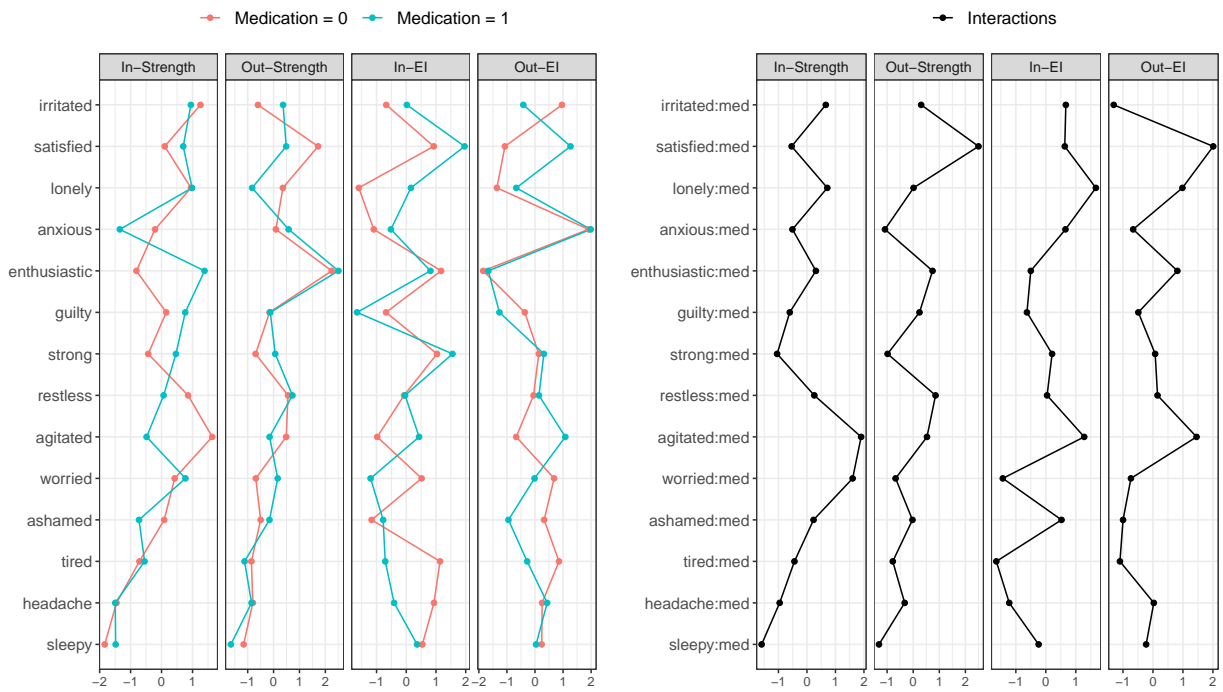 Medication = 0 Medication = 1 Interactions
In−Strength Out−Strength In−EI Out−EI In−Strength Out−Strength In−EI Out−EI
irritated irritated:med
satisfied satisfied:med
lonely lonely:med
anxious anxious:med
enthusiastic enthusiastic:med
guilty guilty:med
strong strong:med
restless restless:med
agitated agitated:med
worried worried:med
ashamed ashamed:med
tired tired:med
headache headache:med
sleepy sleepy:med
−2 −1 0 1 −1 0 1 2 −1 0 1 2 −1 0 1 2 −1 0 1 2 −1 0 1 2 −1 0 1 −1 0 1 2